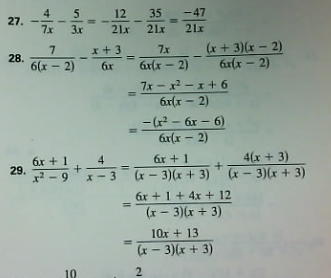 27. -4/(7x) - 5/(3x) = -12/(21x) - 35/(21x) = -47/(21x)
28. 7/(6(x - 2)) - (x + 3)/(6x) = 7x/(6x(x - 2)) - ((x + 3)(x - 2))/(6x(x - 2))
= (7x - x² - x + 6)/(6x(x - 2))
= (-(x² - 6x - 6))/(6x(x - 2))
29. (6x + 1)/(x² - 9) + 4/(x - 3) = (6x + 1)/((x - 3)(x + 3)) + (4(x + 3))/((x - 3)(x + 3))
= (6x + 1 + 4x + 12)/((x - 3)(x + 3))
= (10x + 13)/((x - 3)(x + 3))
10 2